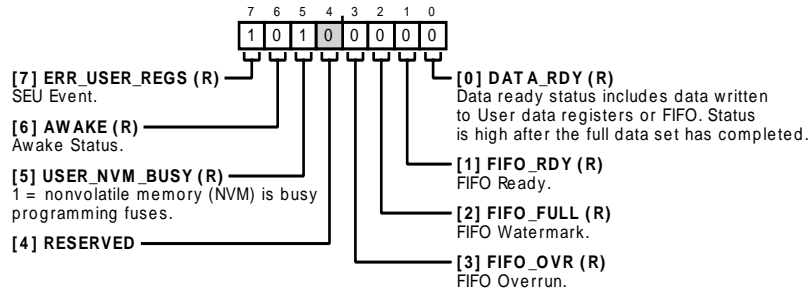 7 6 5 4 3 2 1 0
1 0 1 0 0 0 0 0
[7] ERR_USER_REGS (R)
SEU Event.
[6] AWAKE (R)
Awake Status.
[5] USER_NVM_BUSY (R)
1 = nonvolatile memory (NVM) is busy
programming fuses.
[4] RESERVED
[0] DATA_RDY (R)
Data ready status includes data written
to User data registers or FIFO. Status
is high after the full data set has completed.
[1] FIFO_RDY (R)
FIFO Ready.
[2] FIFO_FULL (R)
FIFO Watermark.
[3] FIFO_OVR (R)
FIFO Overrun.